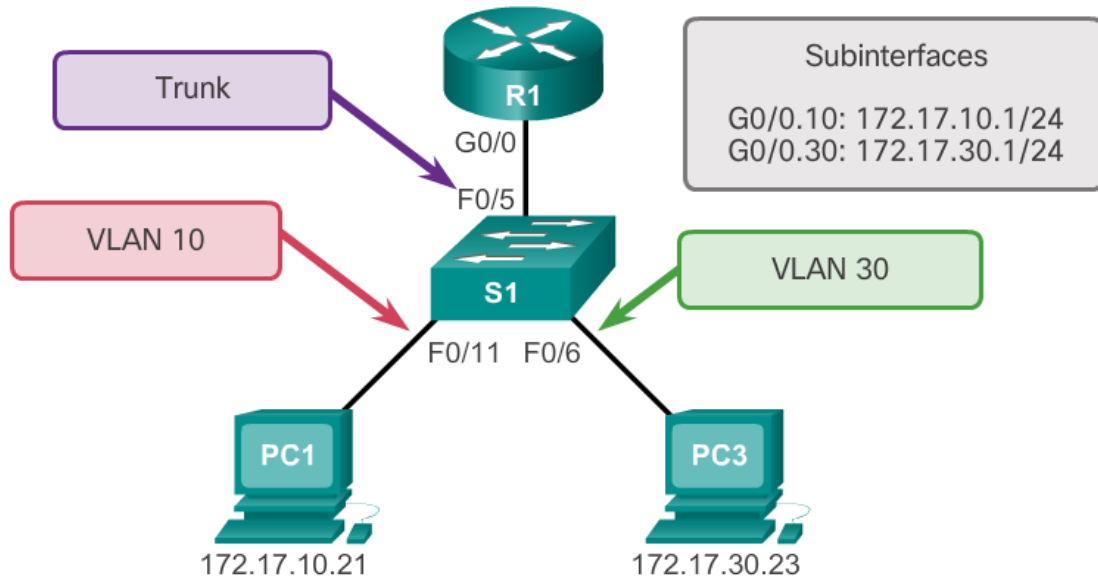 Trunk
R1
Subinterfaces
G0/0.10: 172.17.10.1/24
G0/0.30: 172.17.30.1/24
G0/0
F0/5
VLAN 10
VLAN 30
S1
F0/11
F0/6
PC1
PC3
172.17.10.21
172.17.30.23